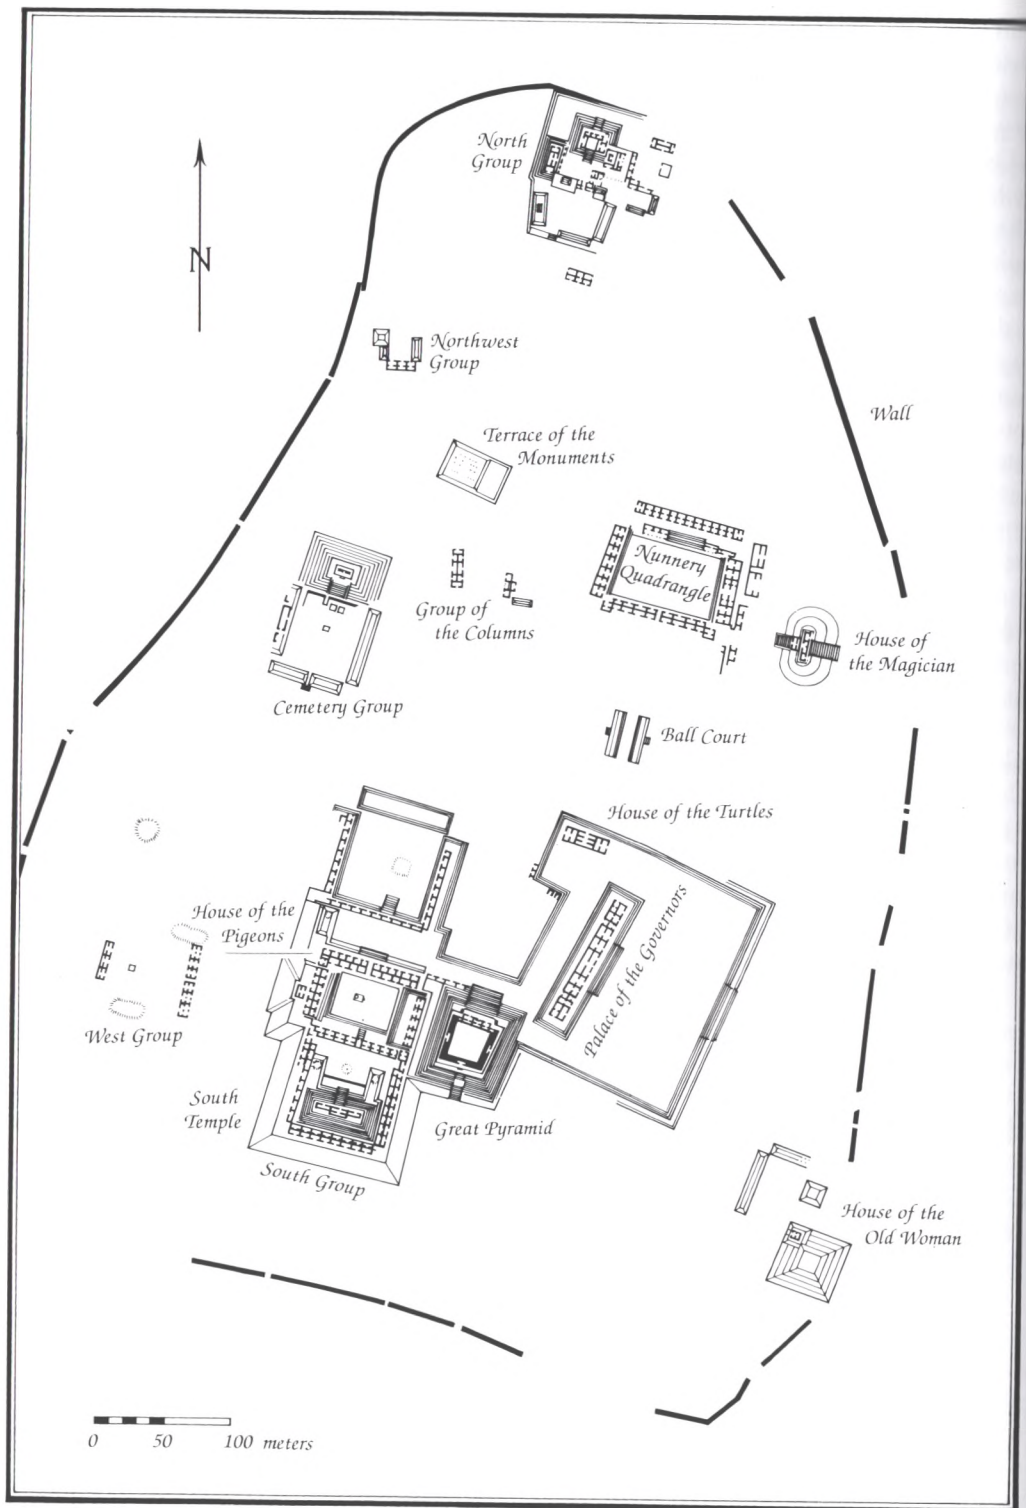 North
Group
N
Northwest
Group
Wall
Terrace of the
Monuments
Nunnery
Quadrangle
Group of
the Columns
House of
the Magician
Cemetery Group
Ball Court
House of the Turtles
House of the
Pigeons
Palace of the Governors
West Group
South
Temple
Great Pyramid
South Group
House of the
Old Woman
0 50 100 meters